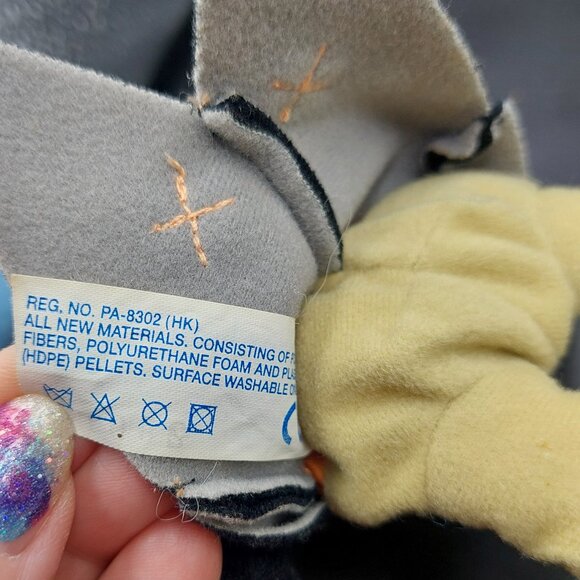 REG, NO. PA-8302 (HK)
ALL NEW MATERIALS. CONSISTING OF
FIBERS, POLYURETHANE FOAM AND
(HDPE) PELLETS. SURFACE WASHABLE